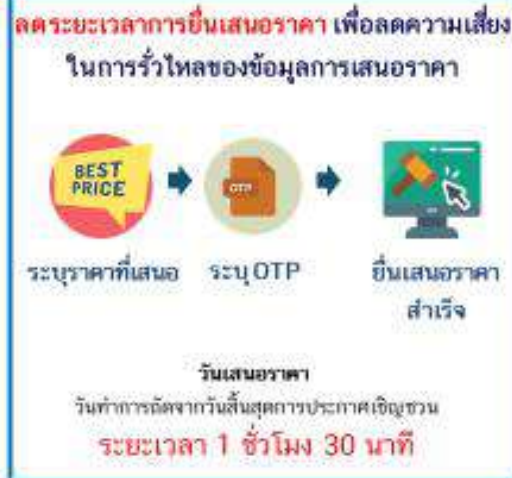 ลดระยะเวลาการยื่นเสนอราคา เพื่อลดความเสี่ยง
ในการรั่วไหลของข้อมูลการเสนอราคา
BEST
PRICE
OTP
ระบุราคาที่เสนอ
ระบุ OTP
ยื่นเสนอราคา
สำเร็จ
วันเสนอราคา
วันทำการถัดจากวันสิ้นสุดการประกาศเชิญชวน
ระยะเวลา 1 ชั่วโมง 30 นาที